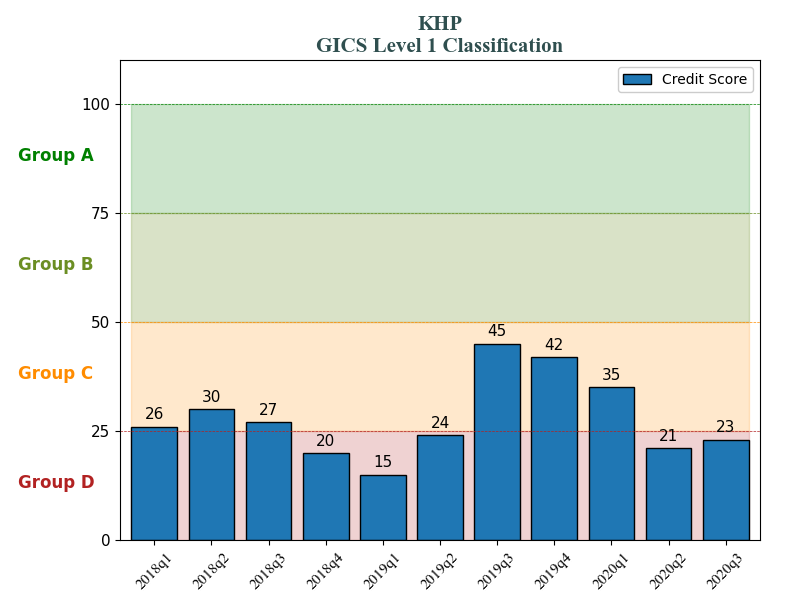 KHP
GICS Level 1 Classification
Credit Score
100
Group A
75
Group B
50
45
42
Group C
35
30
27
26
25
24
23
21
20
15
Group D
0
2018q1 2018q2 2018q3 2018q4 2019q1 2019q2 2019q3 2019q4 2020q1 2020q2 2020q3